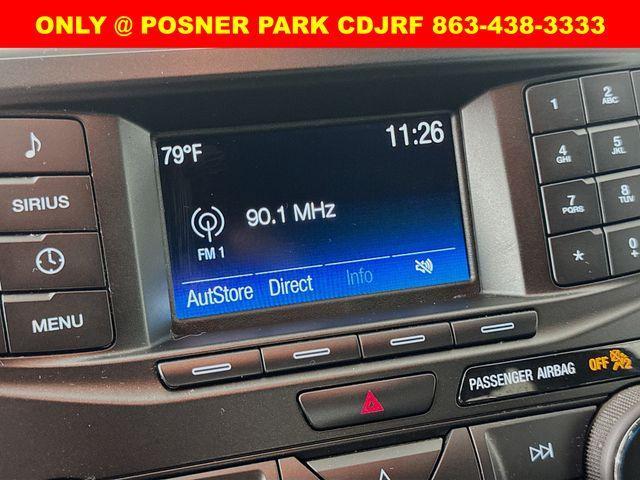 ONLY @ POSNER PARK CDJRF 863-438-3333
79°F
11:26
90.1 MHz
FM 1
AutStore Direct Info
SIRIUS
MENU
1
2
ABC
4
GHI
5
JKL
7
PQRS
8
TUV
*
0
+
PASSENGER AIRBAG OFF
2